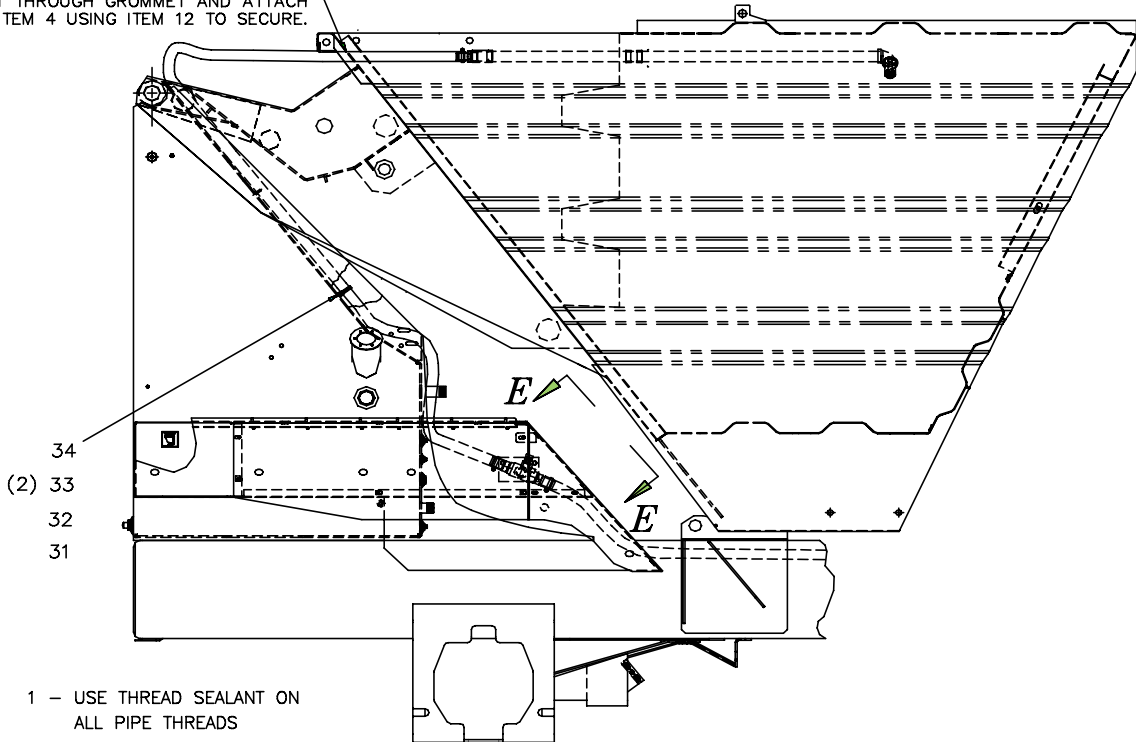 THROUGH GROMMET AND ATTACH
ITEM 4 USING ITEM 12 TO SECURE.
E
E
34
(2) 33
32
31
1 – USE THREAD SEALANT ON
ALL PIPE THREADS